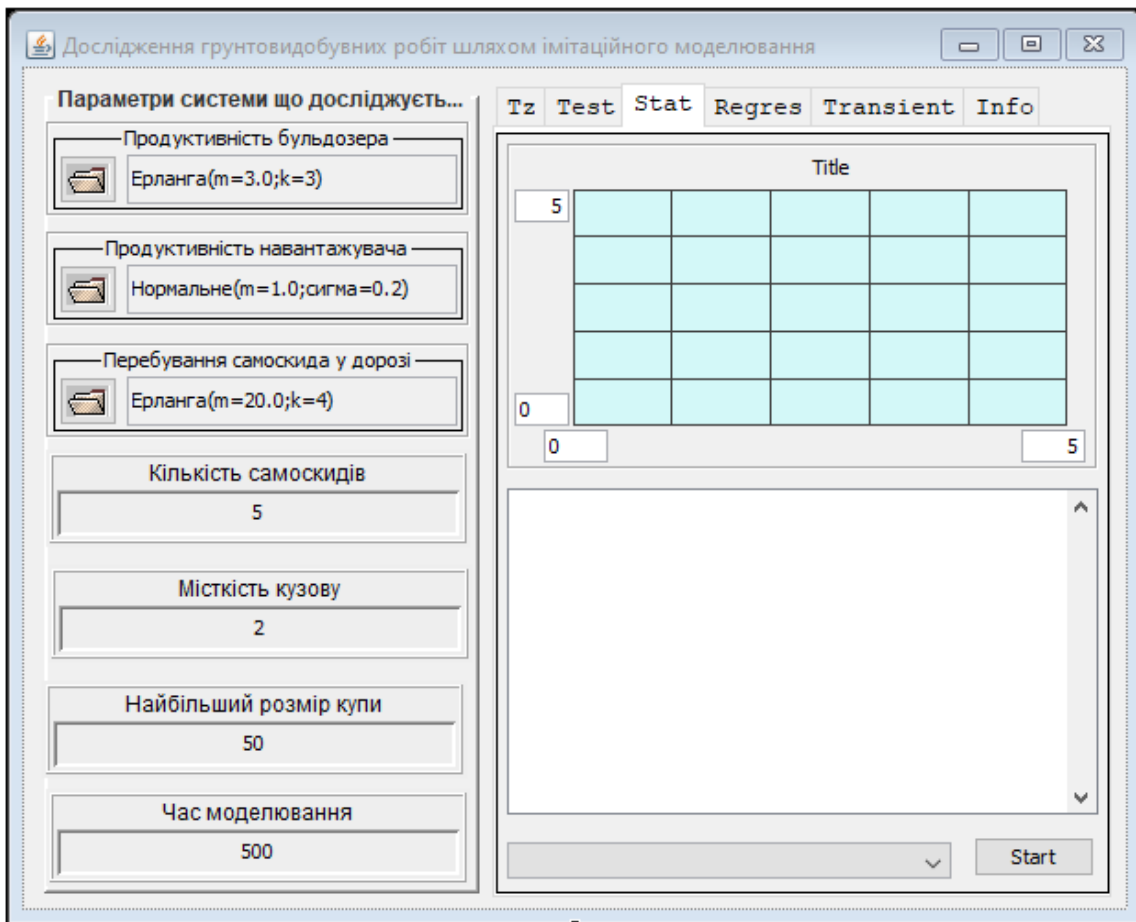 Дослідження грунтовидобувних робіт шляхом імітаційного моделювання
Параметри системи що досліджуєть...
Продуктивність бульдозера
Ерланга(m=3.0;k=3)
Продуктивність навантажувача
Нормальне(m=1.0;сигма=0.2)
Перебування самоскида у дорозі
Ерланга(m=20.0;k=4)
Кількість самоскидів
5
Місткість кузову
2
Найбільший розмір купи
50
Час моделювання
500
Tz Test Stat Regres Transient Info
Title
5
0
0 5
Start